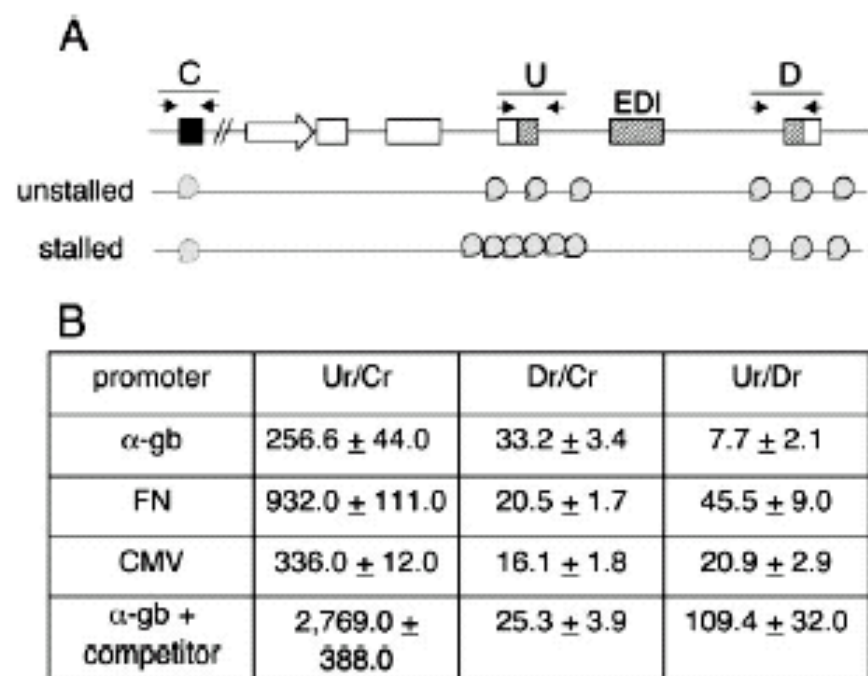 A
C U D
EDI
unstalled
stalled
B
promoter Ur/Cr Dr/Cr Ur/Dr
α-gb 256.6 ± 44.0 33.2 ± 3.4 7.7 ± 2.1
FN 932.0 ± 111.0 20.5 ± 1.7 45.5 ± 9.0
CMV 336.0 ± 12.0 16.1 ± 1.8 20.9 ± 2.9
α-gb + 2,769.0 ± 25.3 ± 3.9 109.4 ± 32.0
competitor 388.0